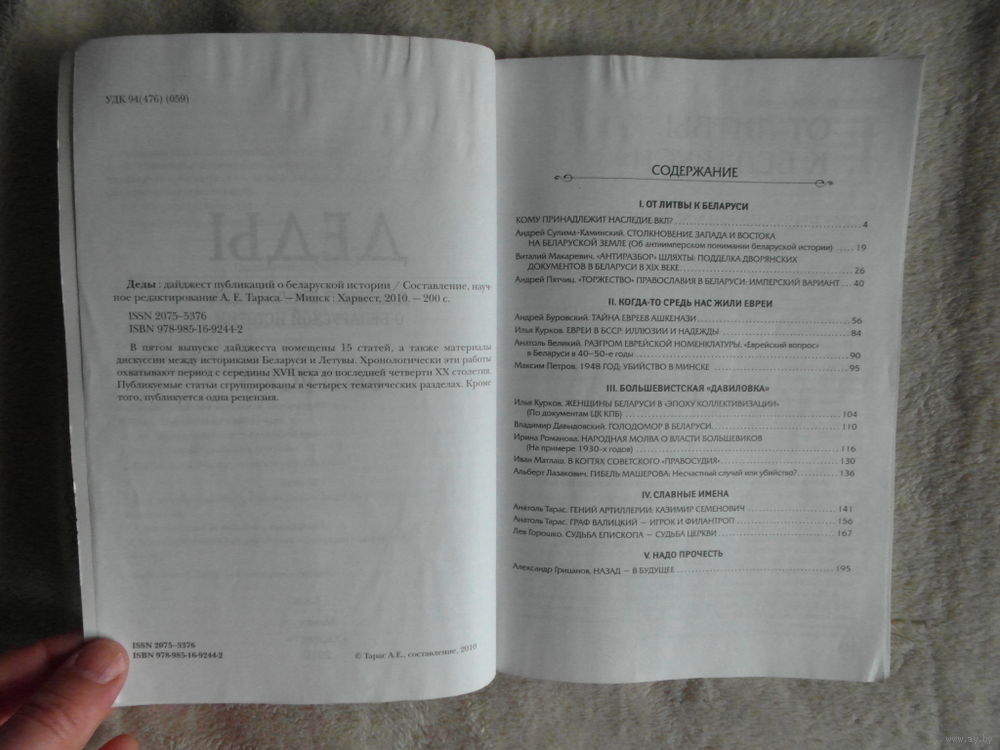 УДК 94(476) (059)
Деды : дайджест публикаций о беларуской истории / Составление, науч-
ное редактирование А. Е. Тараса. — Минск : Харвест, 2010. — 200 с.
ISSN 2075–5376
ISBN 978-985-16-9244-2
В пятом выпуске дайджеста помещены 15 статей, а также материалы
дискуссии между историками Беларуси и Летувы. Хронологически эти работы
охватывают период с середины XVII века до последней четверти XX столетия.
Публикуемые статьи сгруппированы в четырех тематических разделах. Кроме
того, публикуется одна рецензия.
ISSN 2075–5376
ISBN 978-985-16-9244-2
© Тарас А.Е., составление, 2010
СОДЕРЖАНИЕ
I. ОТ ЛИТВЫ К БЕЛАРУСИ
КОМУ ПРИНАДЛЕЖИТ НАСЛЕДИЕ ВКЛ? 4
Андрей Сулима-Каминский. СТОЛКНОВЕНИЕ ЗАПАДА И ВОСТОКА
НА БЕЛАРУСКОЙ ЗЕМЛЕ (Об антиимперском понимании беларуской истории) 19
Виталий Макаревич. «АНТИРАЗБОР» ШЛЯХТЫ: ПОДДЕЛКА ДВОРЯНСКИХ
ДОКУМЕНТОВ В БЕЛАРУСИ В XIX ВЕКЕ 26
Андрей Пятчиц. «ТОРЖЕСТВО» ПРАВОСЛАВИЯ В БЕЛАРУСИ: ИМПЕРСКИЙ ВАРИАНТ 40
II. КОГДА-ТО СРЕДЬ НАС ЖИЛИ ЕВРЕИ
Андрей Буровский. ТАЙНА ЕВРЕЕВ АШКЕНАЗИ 56
Илья Курков. ЕВРЕИ В БССР: ИЛЛЮЗИИ И НАДЕЖДЫ 84
Анатоль Великий. РАЗГРОМ ЕВРЕЙСКОЙ НОМЕНКЛАТУРЫ. «Еврейский вопрос»
в Беларуси в 40–50-е годы 90
Максим Петров. 1948 ГОД: УБИЙСТВО В МИНСКЕ 95
III. БОЛЬШЕВИСТСКАЯ «ДАВИЛОВКА»
Илья Курков. ЖЕНЩИНЫ БЕЛАРУСИ В «ЭПОХУ КОЛЛЕКТИВИЗАЦИИ»
(По документам ЦК КПБ) 104
Владимир Давыдовский. ГОЛОДОМОР В БЕЛАРУСИ 110
Ирина Романова. НАРОДНАЯ МОЛВА О ВЛАСТИ БОЛЬШЕВИКОВ
(На примере 1930-х годов) 116
Иван Матлаш. В КОГТЯХ СОВЕТСКОГО «ПРАВОСУДИЯ» 130
Альберт Лазакович. ГИБЕЛЬ МАШЕРОВА: Несчастный случай или убийство? 136
IV. СЛАВНЫЕ ИМЕНА
Анатоль Тарас. ГЕНИЙ АРТИЛЛЕРИИ: КАЗИМИР СЕМЕНОВИЧ 141
Анатоль Тарас. ГРАФ ВАЛИЦКИЙ — ИГРОК И ФИЛАНТРОП 156
Лев Горошко. СУДЬБА ЕПИСКОПА — СУДЬБА ЦЕРКВИ 167
V. НАДО ПРОЧЕСТЬ
Александр Грицанов. НАЗАД — В БУДУЩЕЕ 195
www.ay.by